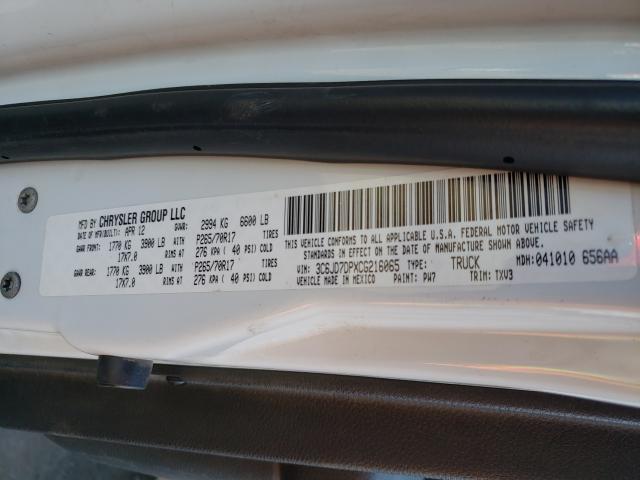 MFD BY CHRYSLER GROUP LLC
DATE OF MFR(BUILT): APR 12 GVWR: 2994 KG 6600 LB
GAWR FRONT: 1770 KG 3900 LB WITH P265/70R17 TIRES
17X7.0 RIMS AT 276 KPA ( 40 PSI) COLD
GAWR REAR: 1770 KG 3900 LB WITH P265/70R17 TIRES
17X7.0 RIMS AT 276 KPA ( 40 PSI) COLD
THIS VEHICLE CONFORMS TO ALL APPLICABLE U.S.A. FEDERAL MOTOR VEHICLE SAFETY
STANDARDS IN EFFECT ON THE DATE OF MANUFACTURE SHOWN ABOVE.
VIN: 3C6JD7DPXCG216065 TYPE: TRUCK MDH: 041010 656AA
VEHICLE MADE IN MEXICO PAINT: PW7 TRIM: TXV3